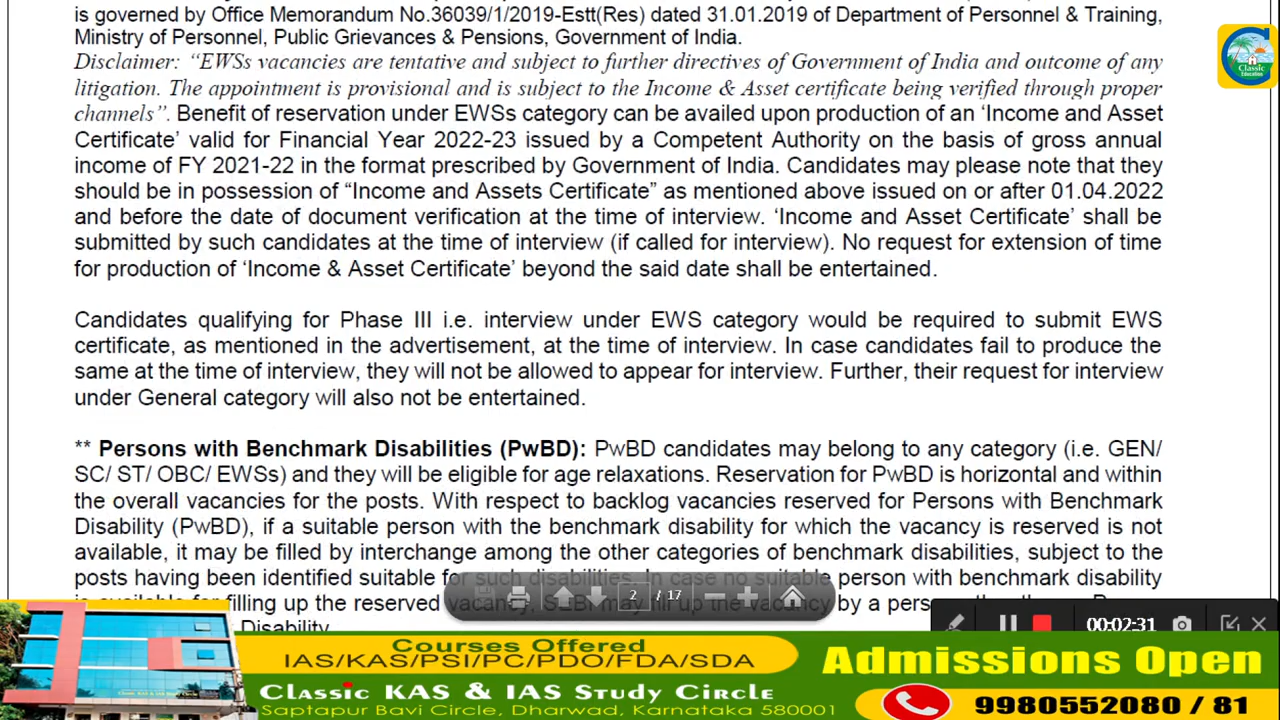 is governed by Office Memorandum No.36039/1/2019-Estt(Res) dated 31.01.2019 of Department of Personnel & Training,
Ministry of Personnel, Public Grievances & Pensions, Government of India.
Disclaimer: “EWSs vacancies are tentative and subject to further directives of Government of India and outcome of any
litigation. The appointment is provisional and is subject to the Income & Asset certificate being verified through proper
channels”. Benefit of reservation under EWSs category can be availed upon production of an ‘Income and Asset
Certificate’ valid for Financial Year 2022-23 issued by a Competent Authority on the basis of gross annual
income of FY 2021-22 in the format prescribed by Government of India. Candidates may please note that they
should be in possession of “Income and Assets Certificate” as mentioned above issued on or after 01.04.2022
and before the date of document verification at the time of interview. ‘Income and Asset Certificate’ shall be
submitted by such candidates at the time of interview (if called for interview). No request for extension of time
for production of ‘Income & Asset Certificate’ beyond the said date shall be entertained.
Candidates qualifying for Phase III i.e. interview under EWS category would be required to submit EWS
certificate, as mentioned in the advertisement, at the time of interview. In case candidates fail to produce the
same at the time of interview, they will not be allowed to appear for interview. Further, their request for interview
under General category will also not be entertained.
** Persons with Benchmark Disabilities (PwBD): PwBD candidates may belong to any category (i.e. GEN/
SC/ ST/ OBC/ EWSs) and they will be eligible for age relaxations. Reservation for PwBD is horizontal and within
the overall vacancies for the posts. With respect to backlog vacancies reserved for Persons with Benchmark
Disability (PwBD), if a suitable person with the benchmark disability for which the vacancy is reserved is not
available, it may be filled by interchange among the other categories of benchmark disabilities, subject to the
posts having been identified suitable for such disabilities. In case no suitable person with benchmark disability
is available for filling up the reserved vacancy, SEBI may fill up the vacancy by a person
Disability.
2 / 17
00:02:31
Classic
Education
Courses Offered
IAS/KAS/PSI/PC/PDO/FDA/SDA
Classic KAS & IAS Study Circle
Saptapur Bavi Circle, Dharwad, Karnataka 580001
Admissions Open
9980552080 / 81